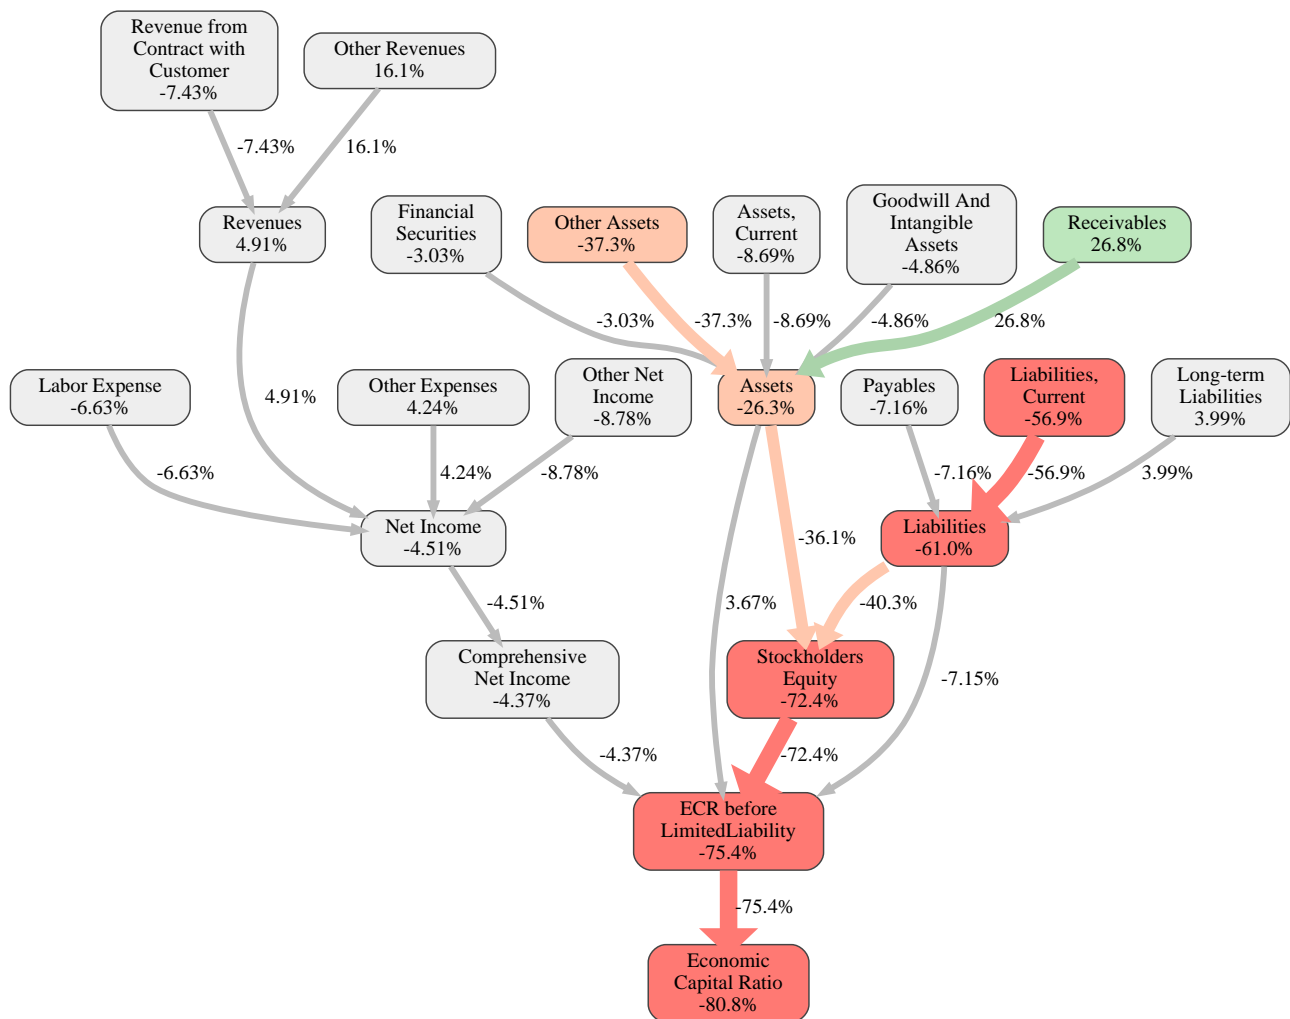 Revenue from
Contract with
Customer
-7.43%
Other Revenues
16.1%
-7.43%
16.1%
Revenues
4.91%
Financial
Securities
-3.03%
Other Assets
-37.3%
Assets,
Current
-8.69%
Goodwill And
Intangible
Assets
-4.86%
Receivables
26.8%
-3.03%
-37.3%
-8.69%
-4.86%
26.8%
Labor Expense
-6.63%
4.91%
Other Expenses
4.24%
Other Net
Income
-8.78%
Assets
-26.3%
Payables
-7.16%
Liabilities,
Current
-56.9%
Long-term
Liabilities
3.99%
-6.63%
4.24%
-8.78%
-7.16%
-56.9%
3.99%
Net Income
-4.51%
-36.1%
Liabilities
-61.0%
-4.51%
3.67%
-40.3%
Comprehensive
Net Income
-4.37%
Stockholders
Equity
-72.4%
-7.15%
-4.37%
-72.4%
ECR before
LimitedLiability
-75.4%
-75.4%
Economic
Capital Ratio
-80.8%